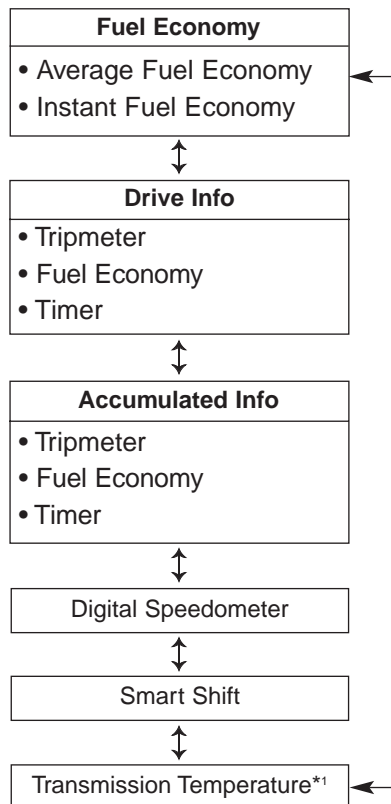 Fuel Economy
• Average Fuel Economy
• Instant Fuel Economy
Drive Info
• Tripmeter
• Fuel Economy
• Timer
Accumulated Info
• Tripmeter
• Fuel Economy
• Timer
Digital Speedometer
Smart Shift
Transmission Temperature*1